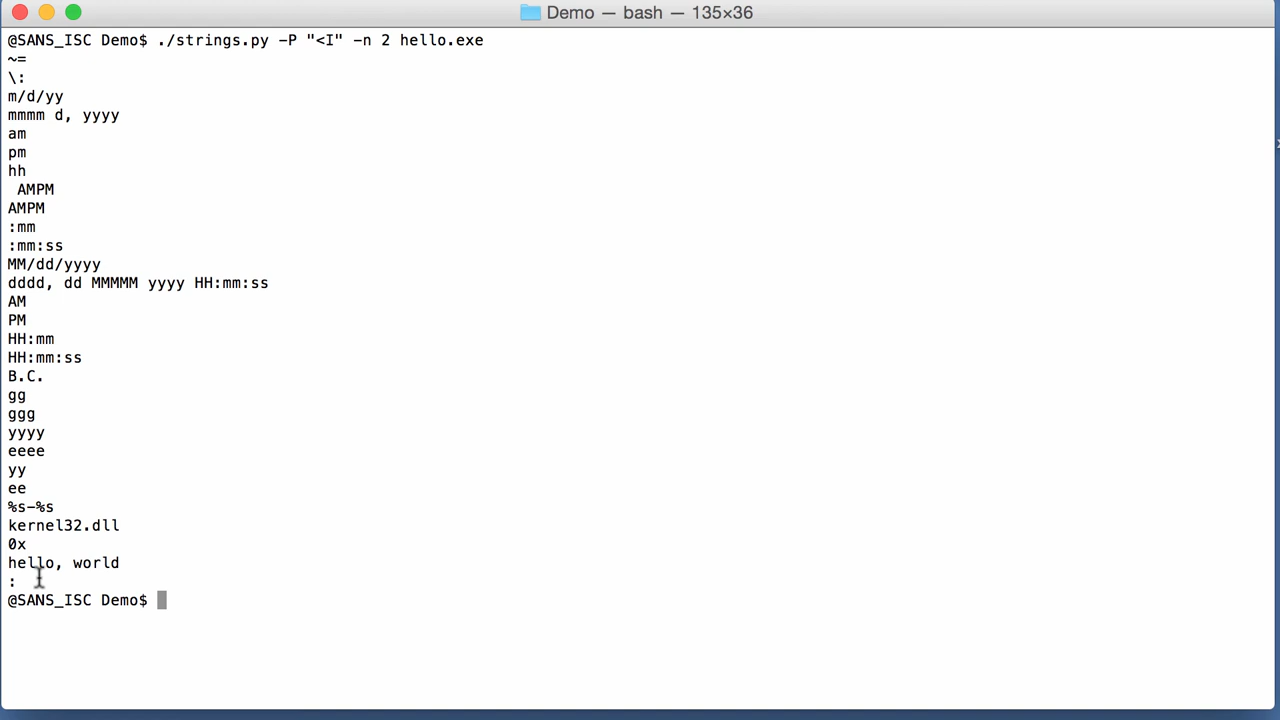 Demo — bash — 135×36
@SANS_ISC Demo$ ./strings.py -P "<I" -n 2 hello.exe
~=
\:
m/d/yy
mmmm d, yyyy
am
pm
hh
 AMPM
AMPM
:mm
:mm:ss
MM/dd/yyyy
dddd, dd MMMMM yyyy HH:mm:ss
AM
PM
HH:mm
HH:mm:ss
B.C.
gg
ggg
yyyy
eeee
yy
ee
%s-%s
kernel32.dll
0x
hello, world
:
@SANS_ISC Demo$